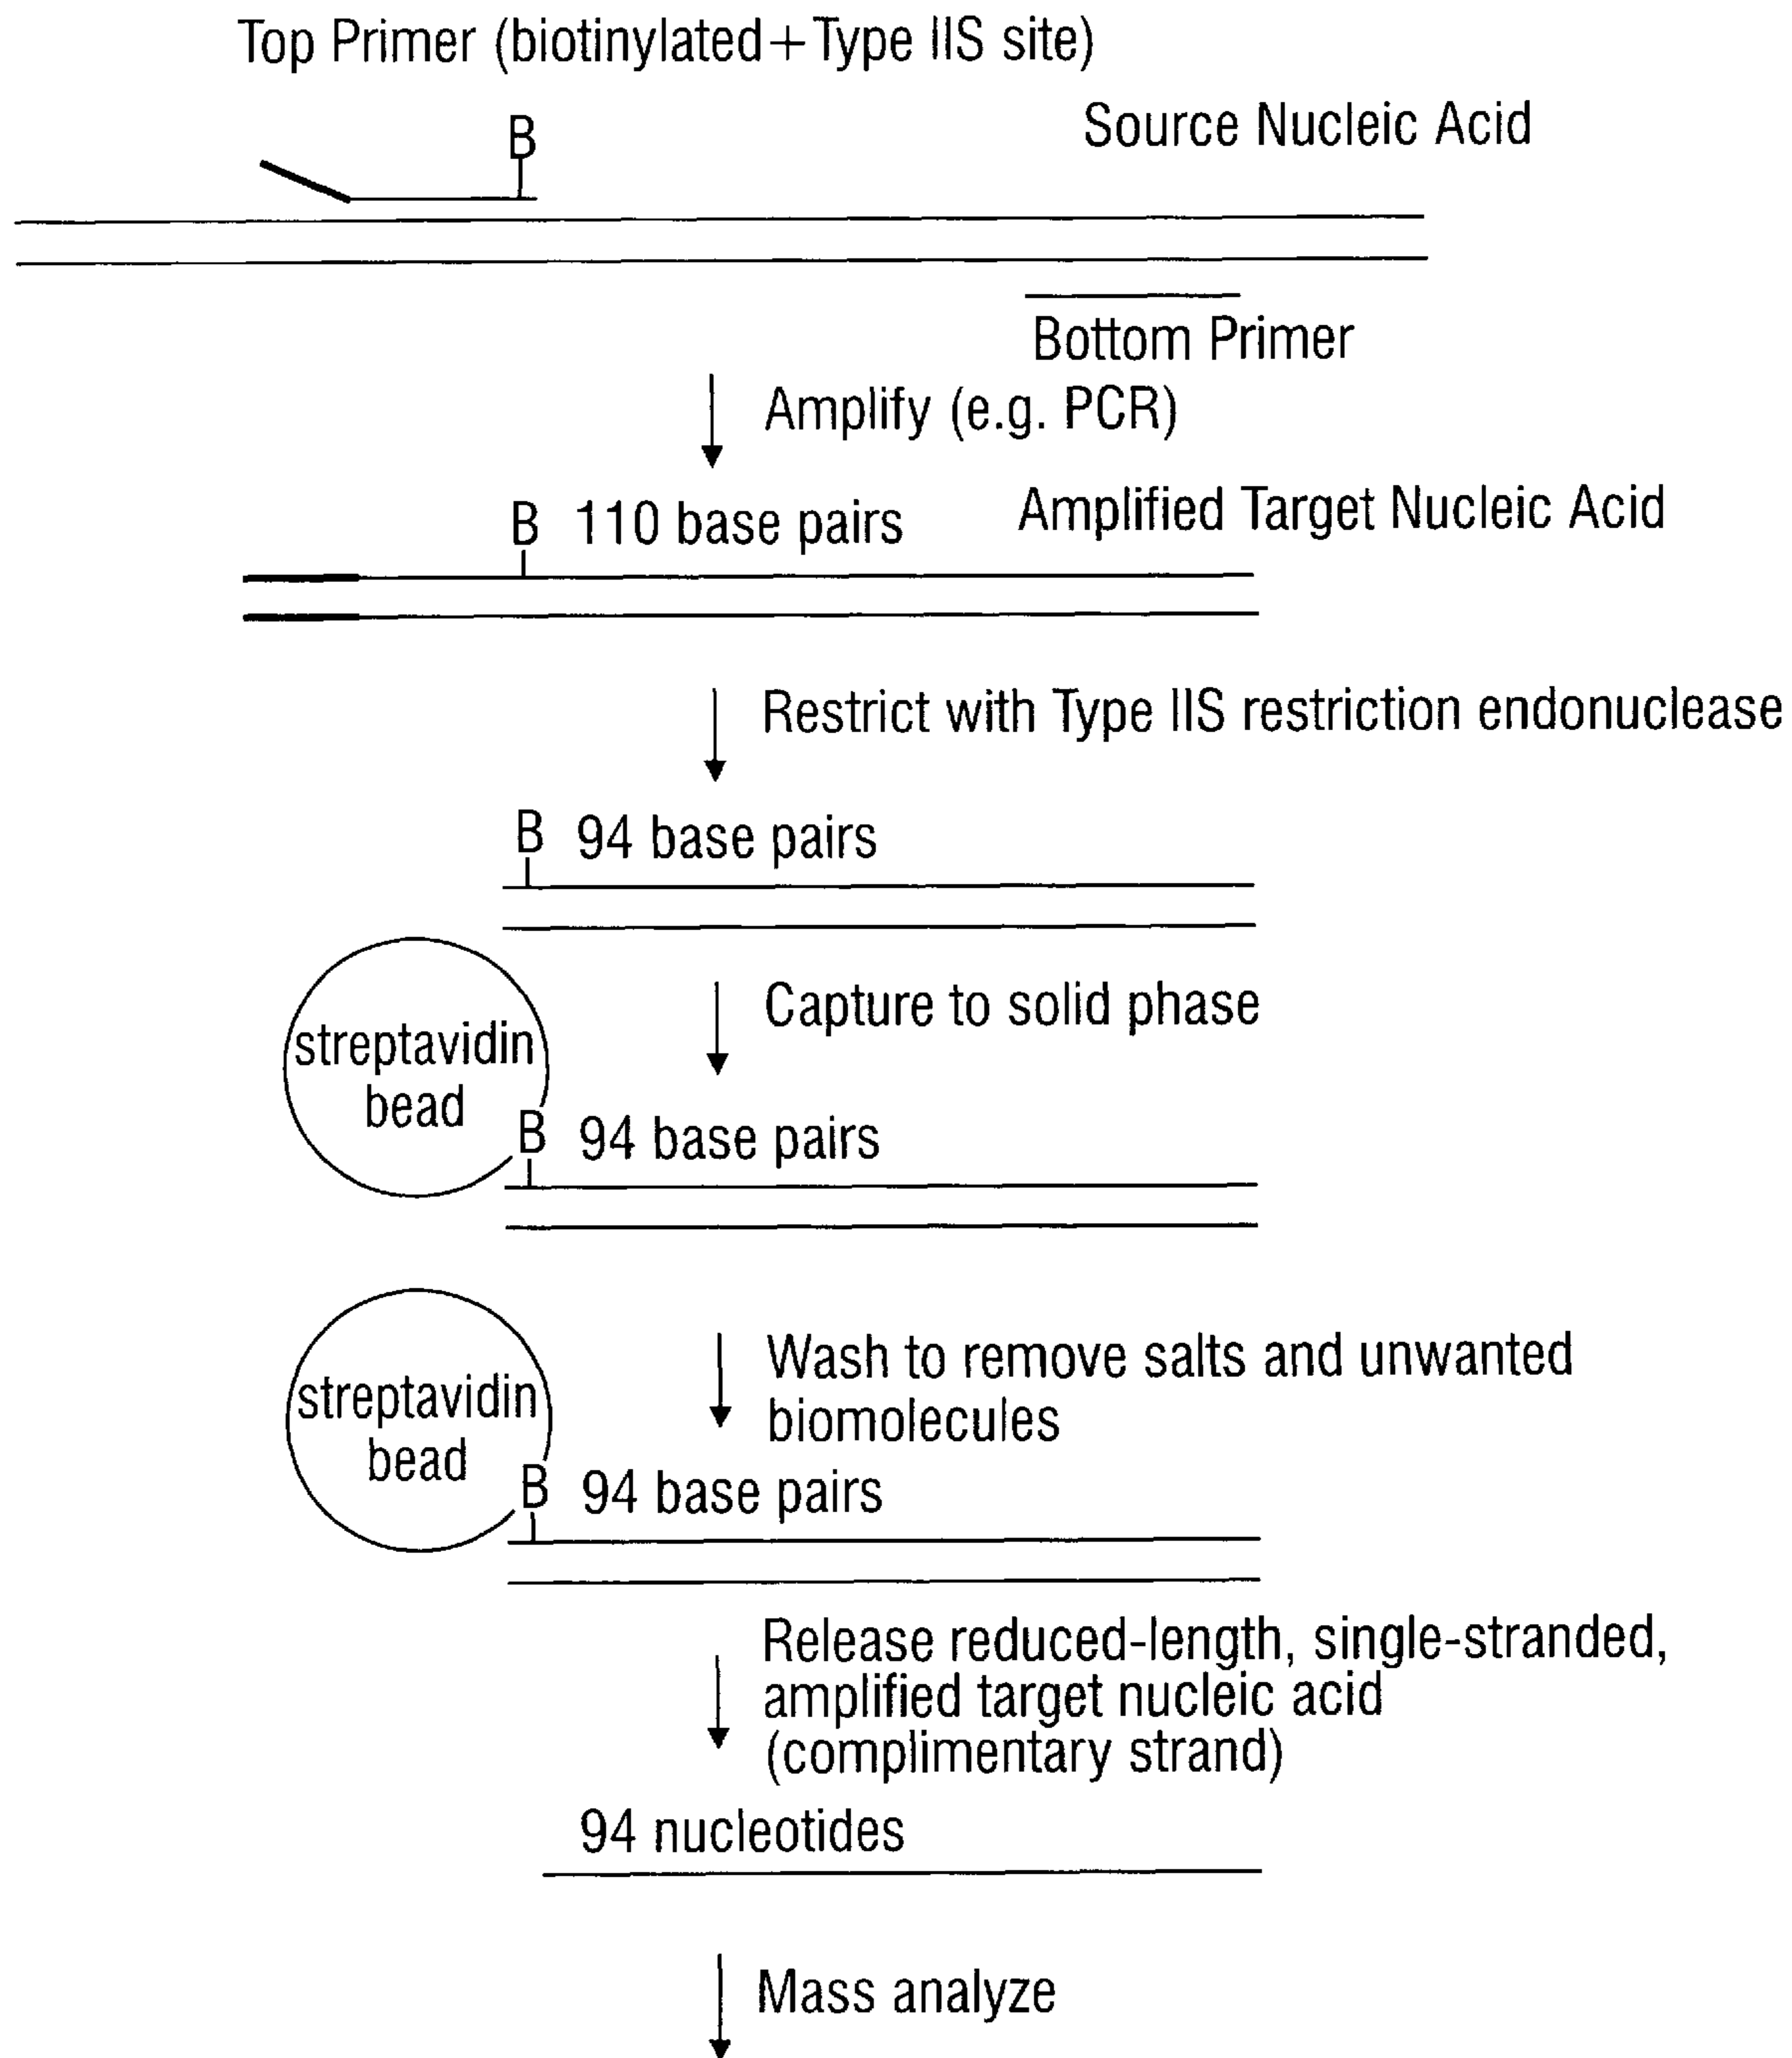 Top Primer (biotinylated+Type IIS site)
B
Source Nucleic Acid
Bottom Primer
Amplify (e.g. PCR)
B 110 base pairs
Amplified Target Nucleic Acid
Restrict with Type IIS restriction endonuclease
B 94 base pairs
Capture to solid phase
streptavidin
bead
B 94 base pairs
Wash to remove salts and unwanted
biomolecules
streptavidin
bead
B 94 base pairs
Release reduced-length, single-stranded,
amplified target nucleic acid
(complimentary strand)
94 nucleotides
Mass analyze